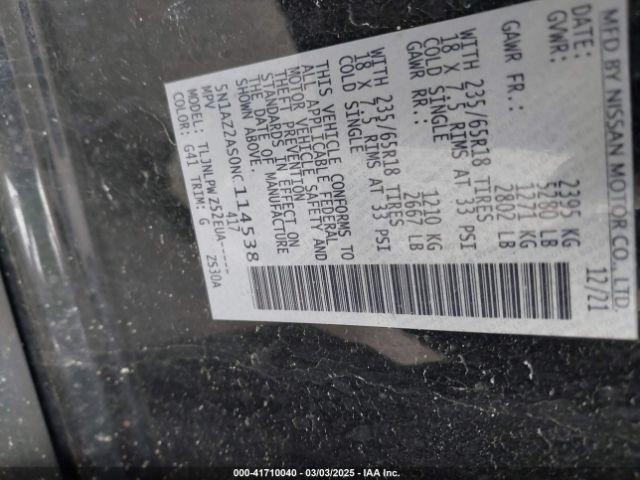 MFD BY NISSAN MOTOR CO., LTD.
DATE: 12/21
GVWR: 2395 KG
5280 LB
GAWR FR.: 1271 KG
2802 LB
WITH 235/65R18 TIRES
18 X 7.5 RIMS AT 33 PSI
COLD SINGLE
GAWR RR.: 1210 KG
2667 LB
WITH 235/65R18 TIRES
18 X 7.5 RIMS AT 33 PSI
COLD SINGLE
THIS VEHICLE CONFORMS TO
ALL APPLICABLE FEDERAL
MOTOR VEHICLE SAFETY AND
THEFT PREVENTION
STANDARDS IN EFFECT ON
THE DATE OF MANUFACTURE
SHOWN ABOVE.
5N1AZ2AS0NC114538
MPV 417
MODEL: TLJNLPWZ52EUA-----
COLOR: G41 TRIM: G Z530A
000-41710040 - 03/03/2025 - IAA Inc.